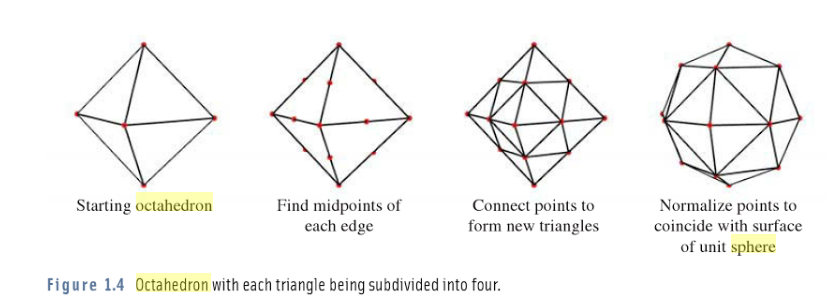 Starting octahedron
Find midpoints of
each edge
Connect points to
form new triangles
Normalize points to
coincide with surface
of unit sphere
Figure 1.4 Octahedron with each triangle being subdivided into four.